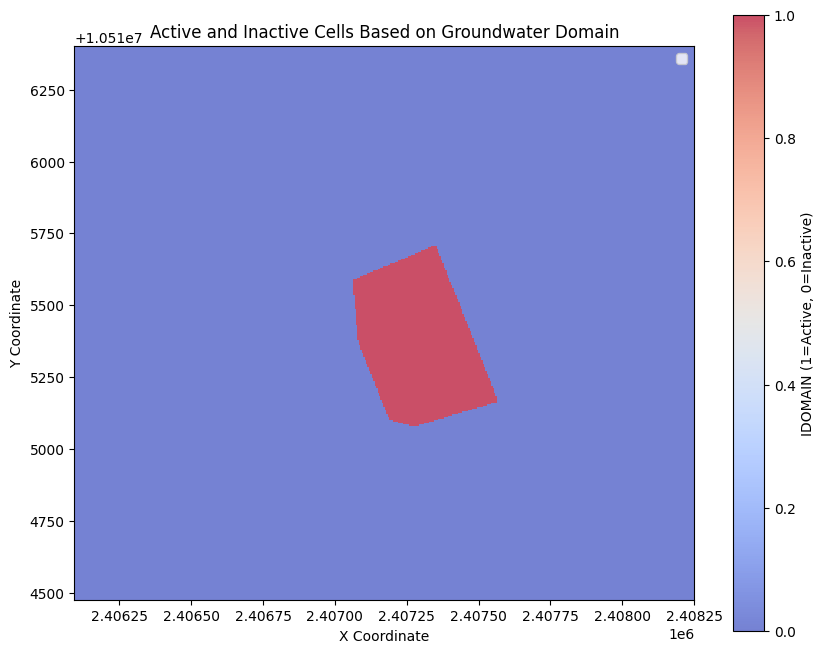 Active and Inactive Cells Based on Groundwater Domain
+1.051e7
6250
6000
5750
5500
5250
5000
4750
4500
Y Coordinate
2.40625 2.40650 2.40675 2.40700 2.40725 2.40750 2.40775 2.40800 2.40825
1e6
X Coordinate
1.0
0.8
0.6
0.4
0.2
0.0
IDOMAIN (1=Active, 0=Inactive)